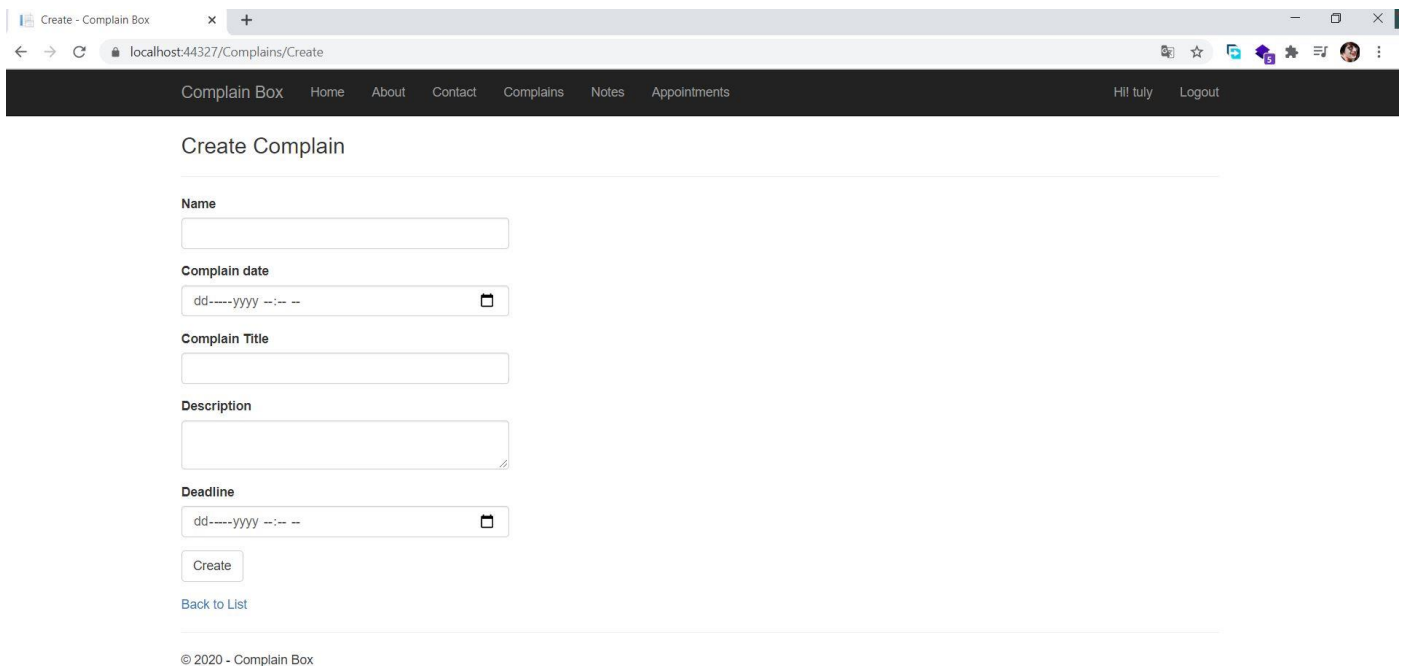 Create - Complain Box
localhost:44327/Complains/Create
5
Complain Box Home About Contact Complains Notes Appointments Hi! tuly Logout
Create Complain
Name
Complain date
dd-----yyyy --:-- --
Complain Title
Description
Deadline
dd-----yyyy --:-- --
Create
Back to List
© 2020 - Complain Box